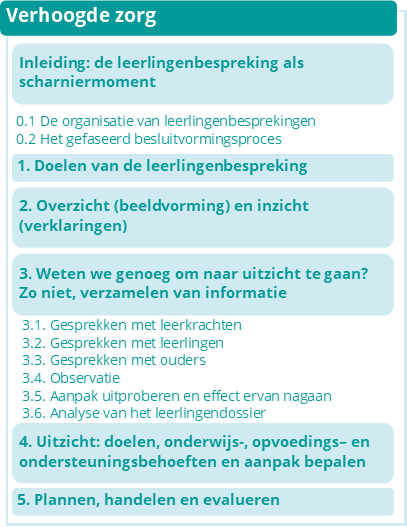 Verhoogde zorg
Inleiding: de leerlingenbespreking als
scharniermoment
0.1 De organisatie van leerlingenbesprekingen
0.2 Het gefaseerd besluitvormingsproces
1. Doelen van de leerlingenbespreking
2. Overzicht (beeldvorming) en inzicht
(verklaringen)
3. Weten we genoeg om naar uitzicht te gaan?
Zo niet, verzamelen van informatie
3.1. Gesprekken met leerkrachten
3.2. Gesprekken met leerlingen
3.3. Gesprekken met ouders
3.4. Observatie
3.5. Aanpak uitproberen en effect ervan nagaan
3.6. Analyse van het leerlingendossier
4. Uitzicht: doelen, onderwijs-, opvoedings– en
ondersteuningsbehoeften en aanpak bepalen
5. Plannen, handelen en evalueren